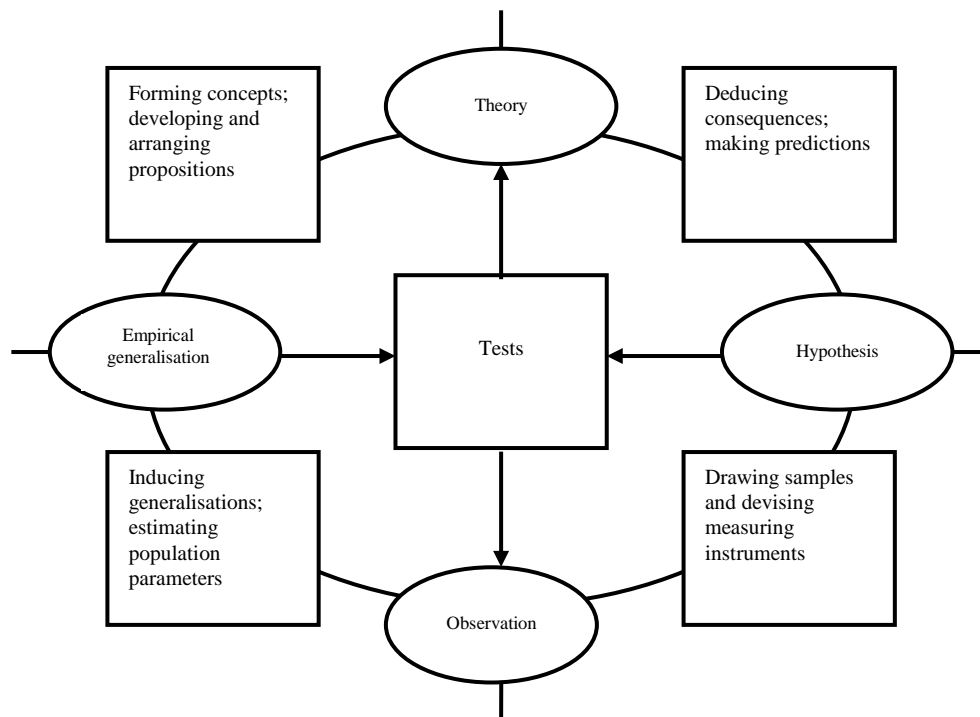 Theory
Forming concepts;
developing and
arranging
propositions
Deducing
consequences;
making predictions
Empirical
generalisation
Tests
Hypothesis
Inducing
generalisations;
estimating
population
parameters
Drawing samples
and devising
measuring
instruments
Observation